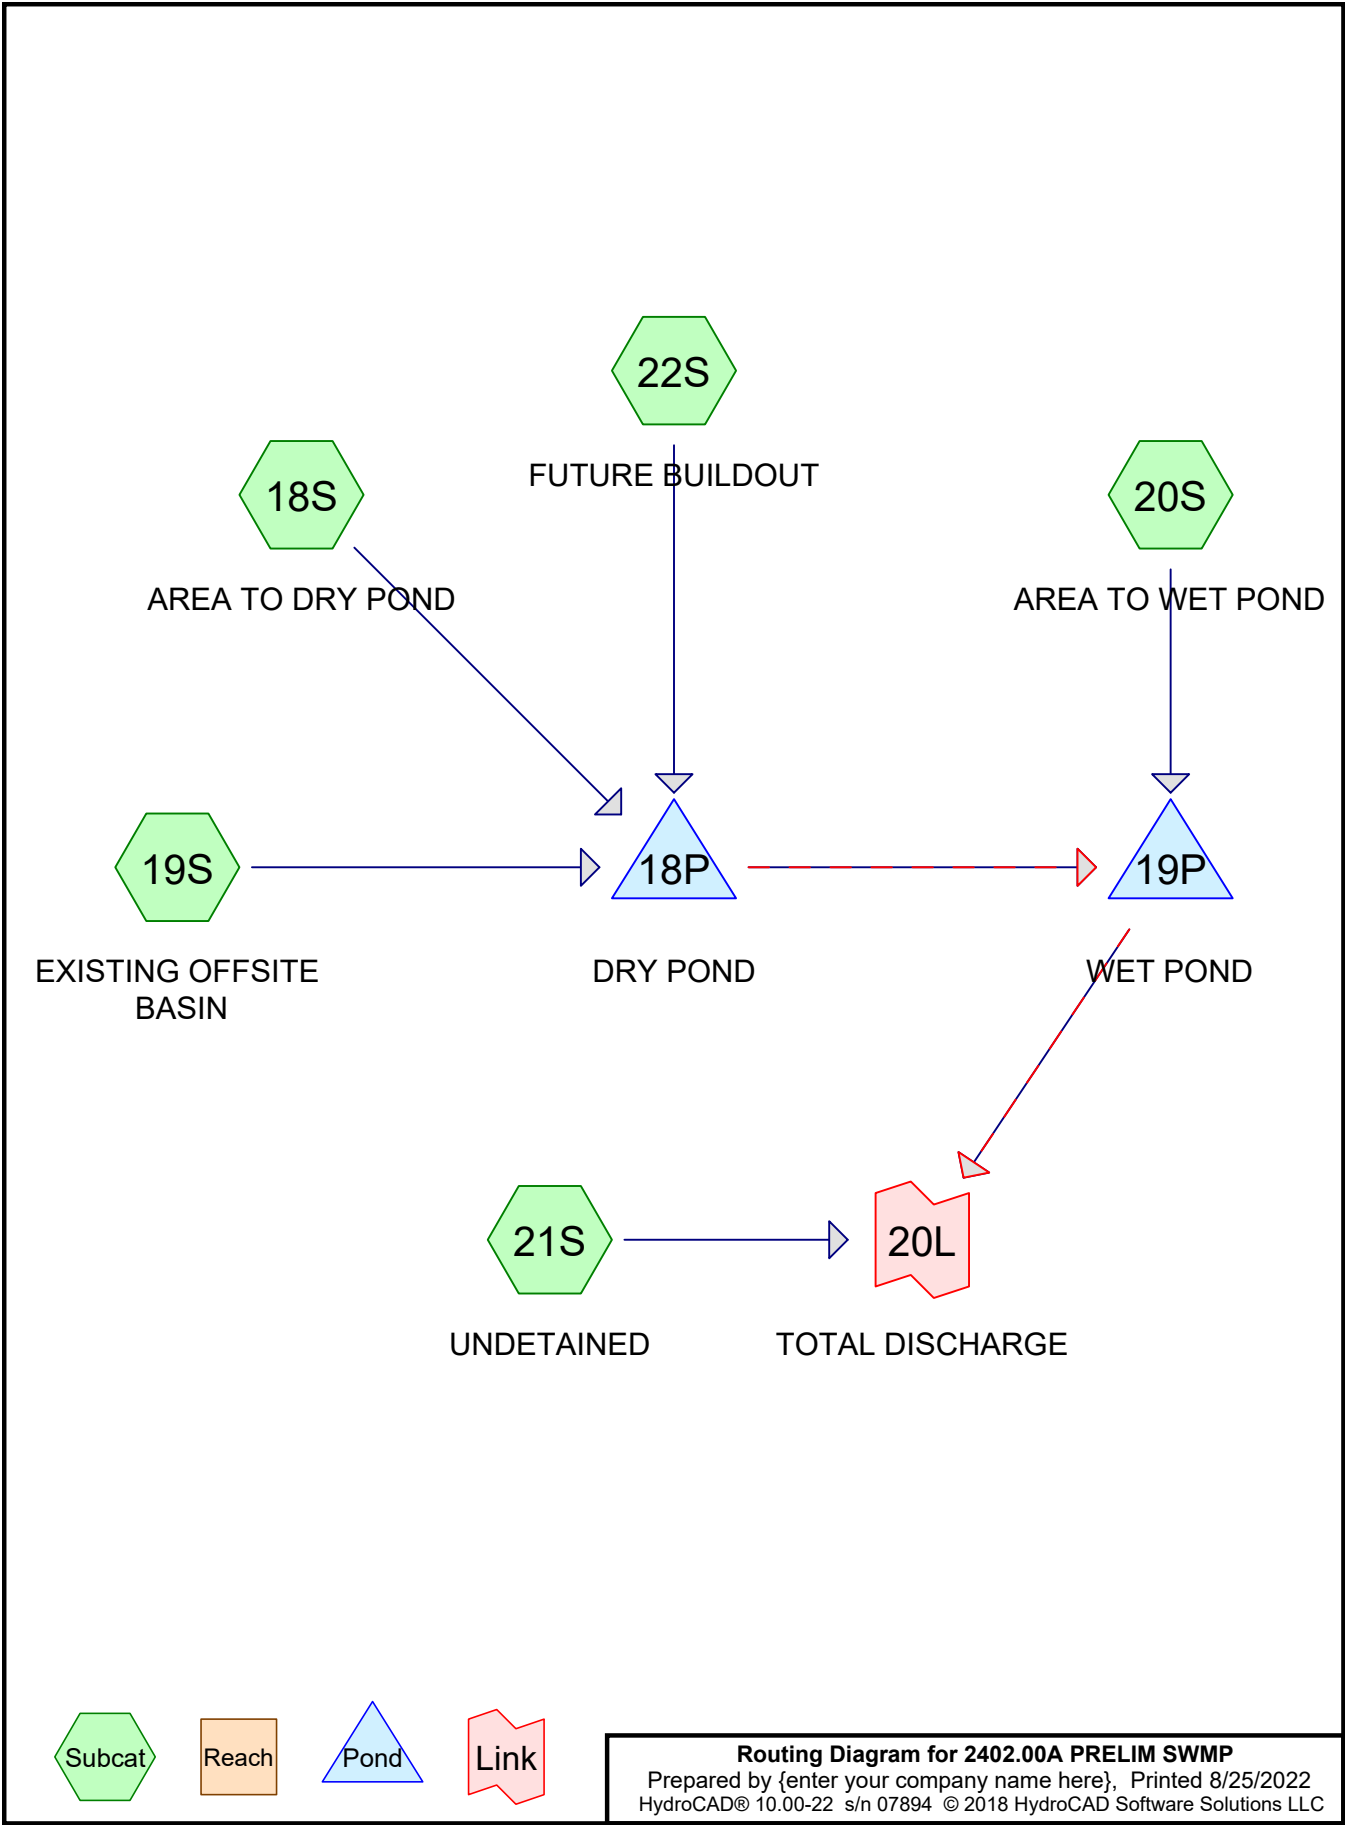 22S
FUTURE BUILDOUT
18S
AREA TO DRY POND
20S
AREA TO WET POND
19S
EXISTING OFFSITE
BASIN
18P
DRY POND
19P
WET POND
21S
UNDETAINED
20L
TOTAL DISCHARGE
Subcat
Reach
Pond
Link
Routing Diagram for 2402.00A PRELIM SWMP
Prepared by {enter your company name here}, Printed 8/25/2022
HydroCAD® 10.00-22 s/n 07894 © 2018 HydroCAD Software Solutions LLC